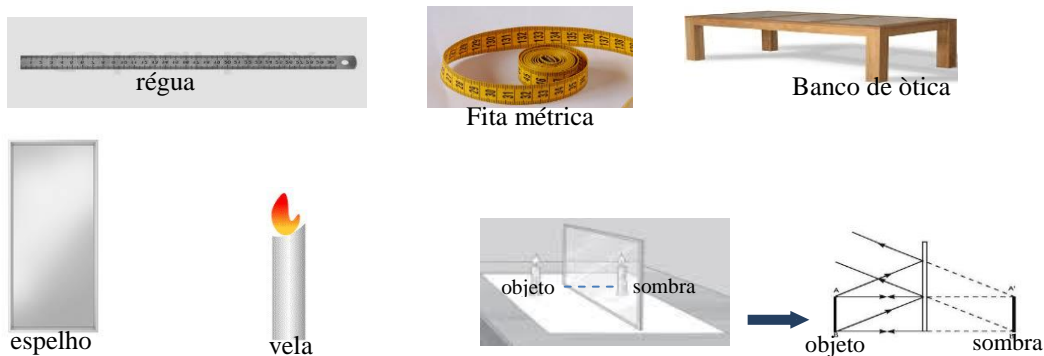 régua
Fita métrica
Banco de òtica
espelho
vela
objeto
sombra
A
A'
objeto
sombra